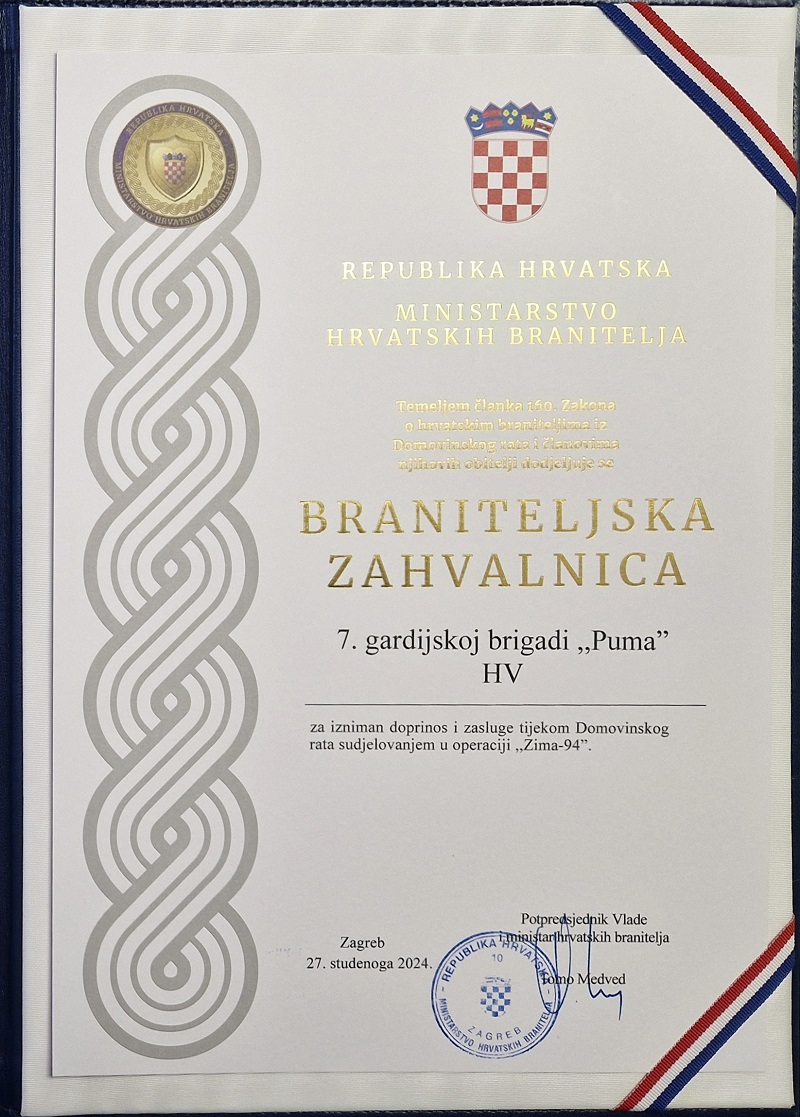 REPUBLIKA HRVATSKA
MINISTARSTVO HRVATSKIH BRANITELJA
REPUBLIKA HRVATSKA
MINISTARSTVO
HRVATSKIH BRANITELJA
Temeljem članka 160. Zakona
o hrvatskim braniteljima iz
Domovinskog rata i članovima
njihovih obitelji dodjeljuje se
BRANITELJSKA
ZAHVALNICA
7. gardijskoj brigadi ,,Puma”
HV
za izniman doprinos i zasluge tijekom Domovinskog
rata sudjelovanjem u operaciji ,,Zima-94”.
Potpredsjednik Vlade
i ministar hrvatskih branitelja
Tomo Medved
Zagreb
27. studenoga 2024.
REPUBLIKA HRVATSKA
10
MINISTARSTVO HRVATSKIH BRANITELJA
ZAGREB